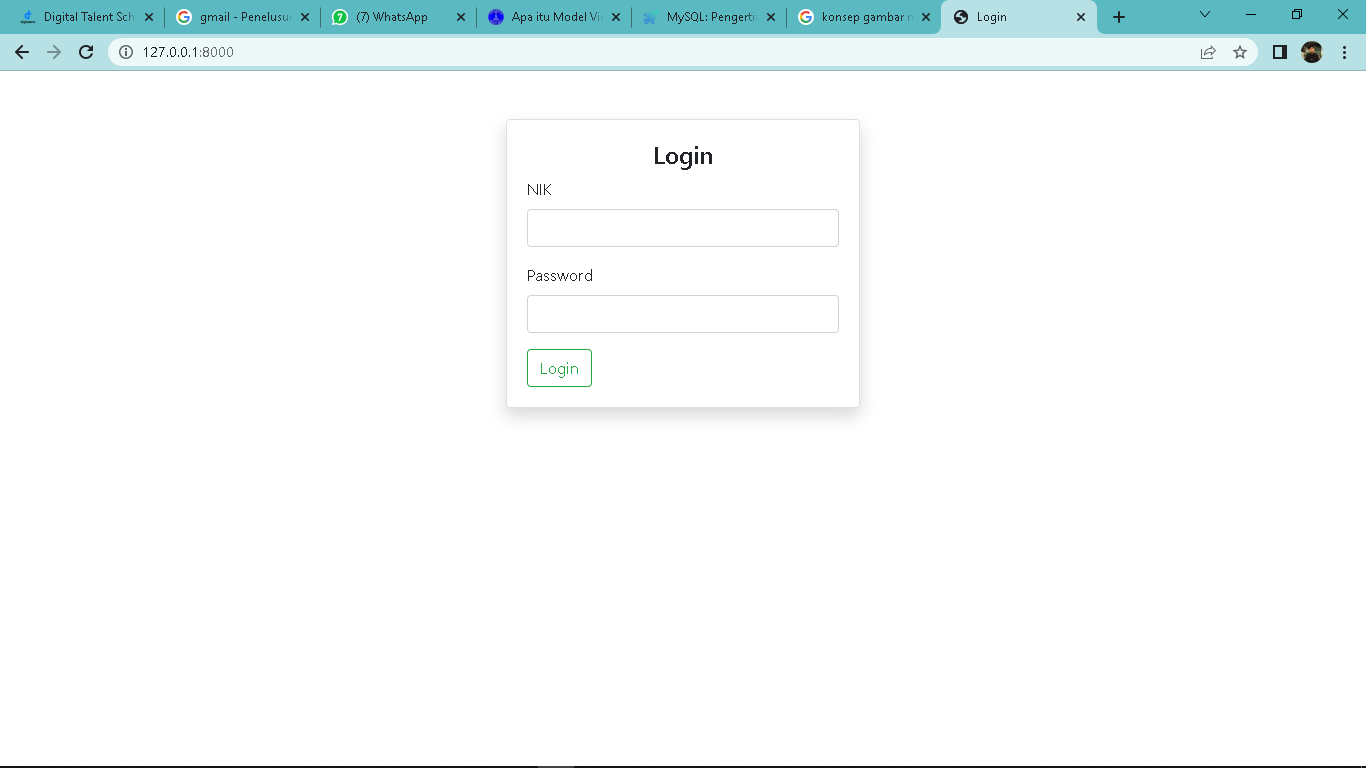 Digital Talent Sch
gmail - Penelusu
(7) WhatsApp
Apa itu Model Vi
MySQL: Pengerti
konsep gambar
Login
127.0.0.1:8000
Login
NIK
Password
Login